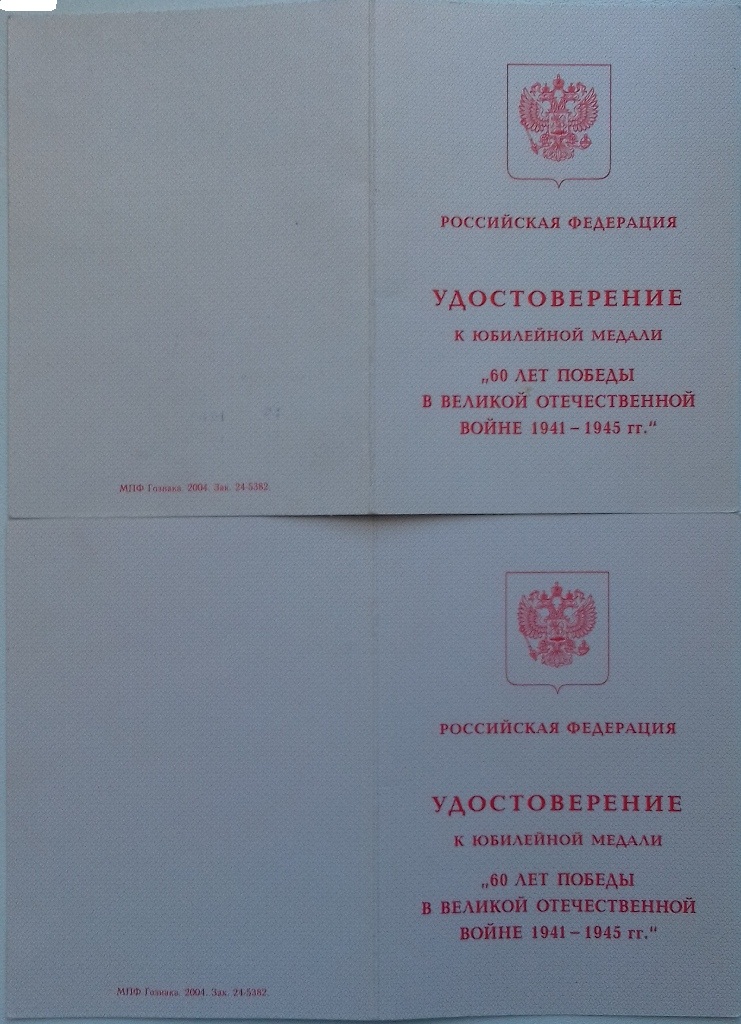 РОССИЙСКАЯ ФЕДЕРАЦИЯ
УДОСТОВЕРЕНИЕ
К ЮБИЛЕЙНОЙ МЕДАЛИ
„60 ЛЕТ ПОБЕДЫ
В ВЕЛИКОЙ ОТЕЧЕСТВЕННОЙ
ВОЙНЕ 1941 – 1945 гг.“
МПФ Гознака. 2004. Зак. 24-5382.
РОССИЙСКАЯ ФЕДЕРАЦИЯ
УДОСТОВЕРЕНИЕ
К ЮБИЛЕЙНОЙ МЕДАЛИ
„60 ЛЕТ ПОБЕДЫ
В ВЕЛИКОЙ ОТЕЧЕСТВЕННОЙ
ВОЙНЕ 1941 – 1945 гг.“
МПФ Гознака. 2004. Зак. 24-5382.